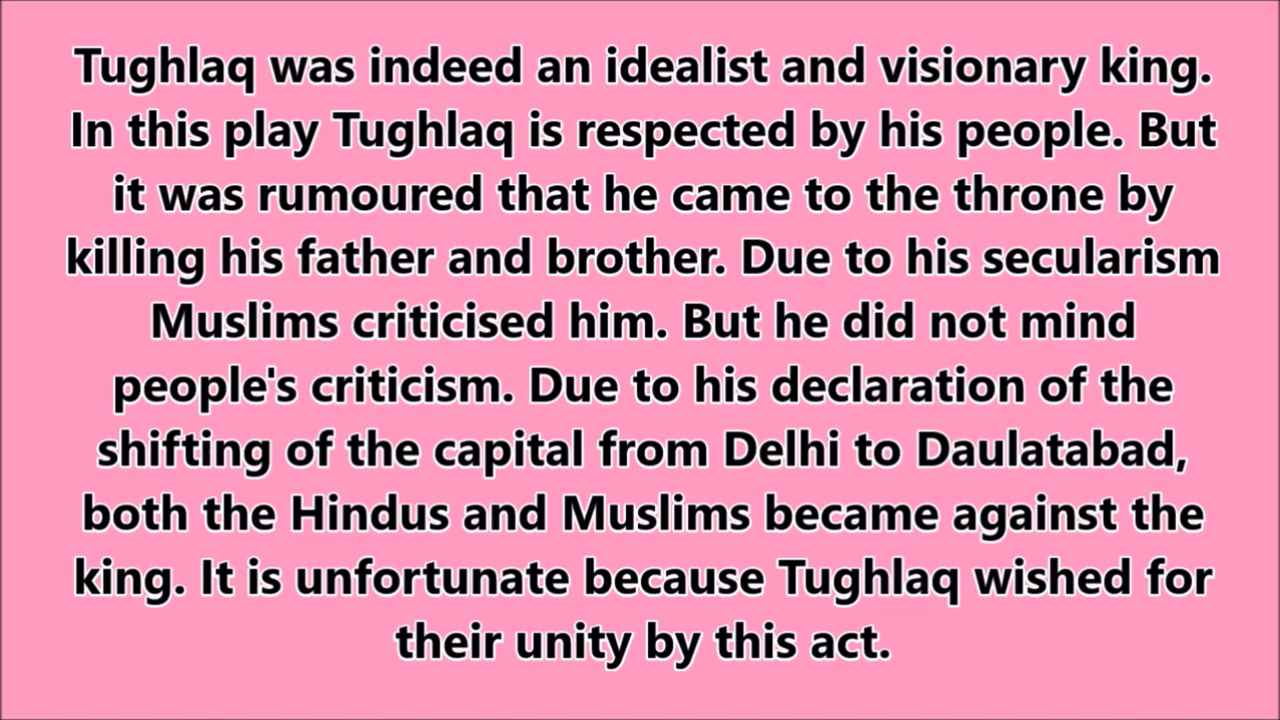 Tughlaq was indeed an idealist and visionary king.
In this play Tughlaq is respected by his people. But
it was rumoured that he came to the throne by
killing his father and brother. Due to his secularism
Muslims criticised him. But he did not mind
people's criticism. Due to his declaration of the
shifting of the capital from Delhi to Daulatabad,
both the Hindus and Muslims became against the
king. It is unfortunate because Tughlaq wished for
their unity by this act.